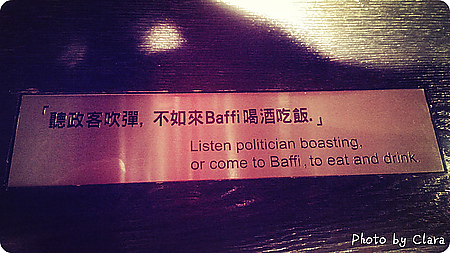 「聽政客吹彈，不如來Baffi喝酒吃飯.」
Listen politician boasting,
or come to Baffi, to eat and drink.
Photo by Clara